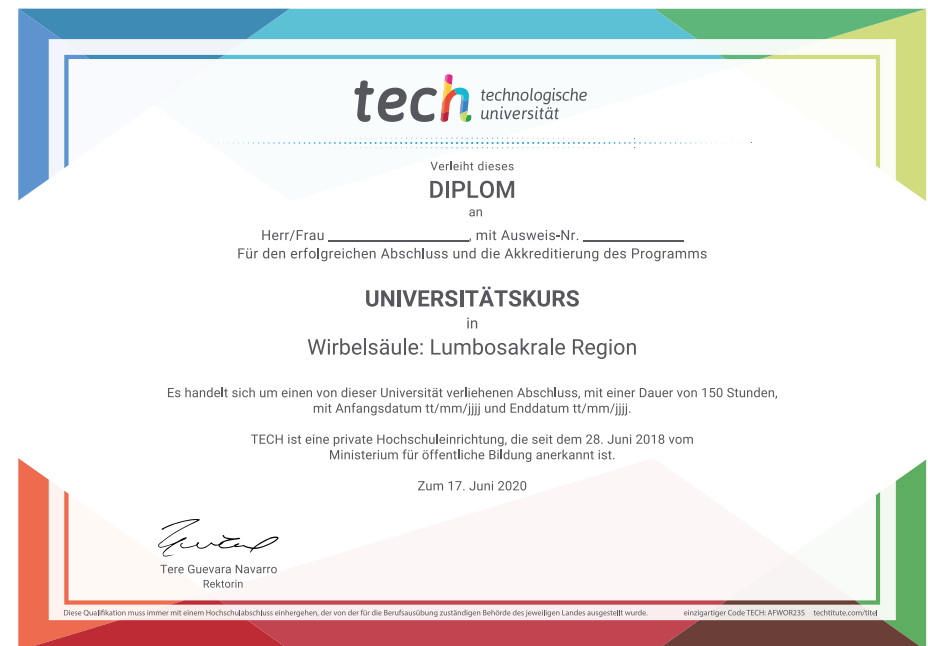 tech technologische
universität
Verleiht dieses
DIPLOM
an
Herr/Frau ____________________, mit Ausweis-Nr. ______________
Für den erfolgreichen Abschluss und die Akkreditierung des Programms
UNIVERSITÄTSKURS
in
Wirbelsäule: Lumbosakrale Region
Es handelt sich um einen von dieser Universität verliehenen Abschluss, mit einer Dauer von 150 Stunden,
mit Anfangsdatum tt/mm/jjjj und Enddatum tt/mm/jjjj.
TECH ist eine private Hochschuleinrichtung, die seit dem 28. Juni 2018 vom
Ministerium für öffentliche Bildung anerkannt ist.
Zum 17. Juni 2020
Tere Guevara Navarro
Rektorin
Diese Qualifikation muss immer mit einem Hochschulabschluss einhergehen, der von der für die Berufsausübung zuständigen Behörde des jeweiligen Landes ausgestellt wurde. einzigartiger Code TECH: AFWOR23S techtitute.com/titel